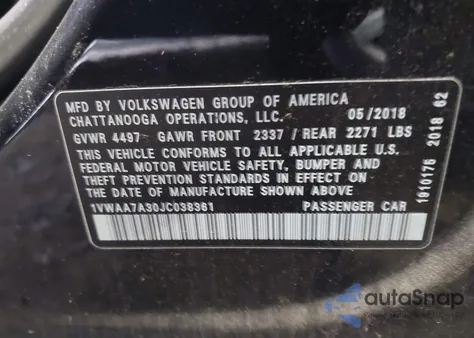 MFD BY VOLKSWAGEN GROUP OF AMERICA
CHATTANOOGA OPERATIONS, LLC. 05/2018
GVWR 4497 GAWR FRONT 2337 / REAR 2271 LBS
THIS VEHICLE CONFORMS TO ALL APPLICABLE U.S.
FEDERAL MOTOR VEHICLE SAFETY, BUMPER AND
THEFT PREVENTION STANDARDS IN EFFECT ON
THE DATE OF MANUFACTURE SHOWN ABOVE.
1VWAA7A30JC038361 PASSENGER CAR
1810176 2018 62
autoSnap